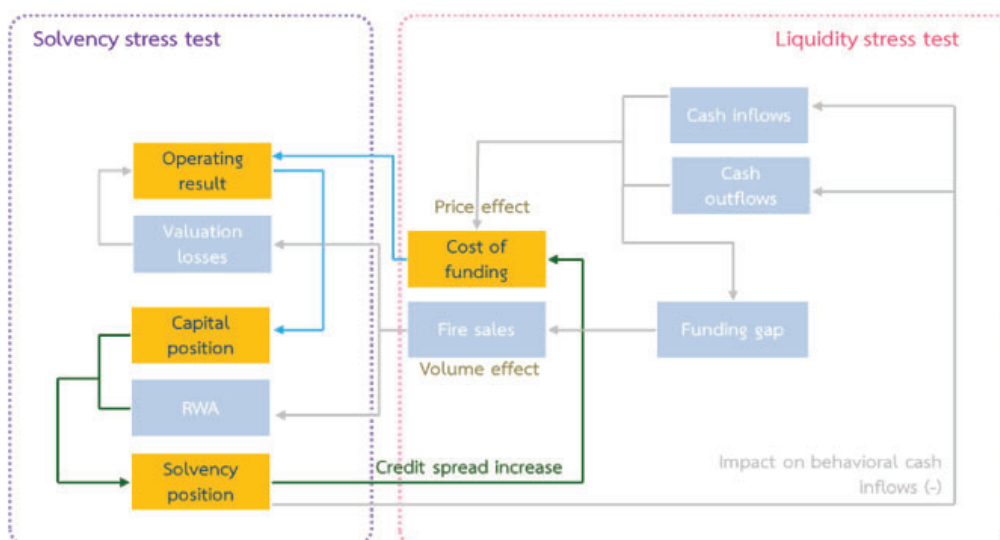 Solvency stress test
Liquidity stress test
Cash inflows
Operating
result
Cash
outflows
Price effect
Valuation
losses
Cost of
funding
Capital
position
Fire sales
Funding gap
Volume effect
RWA
Solvency
position
Credit spread increase
Impact on behavioral cash
inflows (-)